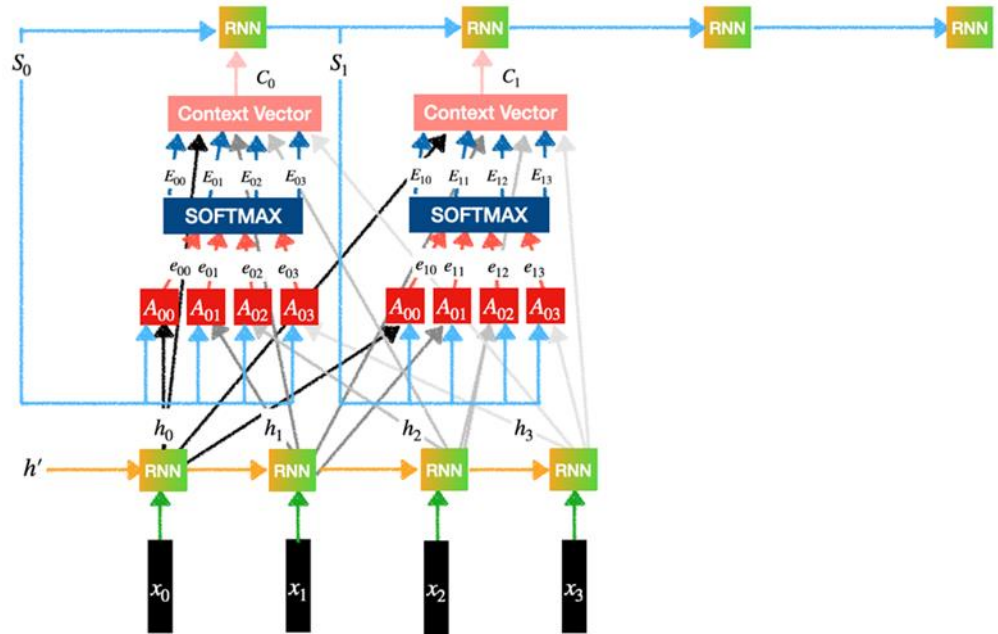 RNN RNN RNN RNN
S₀ S₁
C₀ C₁
Context Vector Context Vector
E₀₀ E₀₁ E₀₂ E₀₃ E₁₀ E₁₁ E₁₂ E₁₃
SOFTMAX SOFTMAX
e₀₀ e₀₁ e₀₂ e₀₃ e₁₀ e₁₁ e₁₂ e₁₃
A₀₀ A₀₁ A₀₂ A₀₃ A₀₀ A₀₁ A₀₂ A₀₃
h₀ h₁ h₂ h₃
h' RNN RNN RNN RNN
x₀ x₁ x₂ x₃